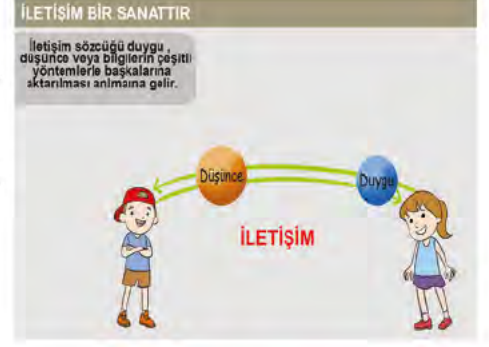 İLETİŞİM BİR SANATTIR
İletişim sözcüğü duygu ,
düşünce veya bilgilerin çeşitli
yöntemlerle başkalarına
aktarılması anlmaına gelir.
Düşünce
Duygu
İLETİŞİM